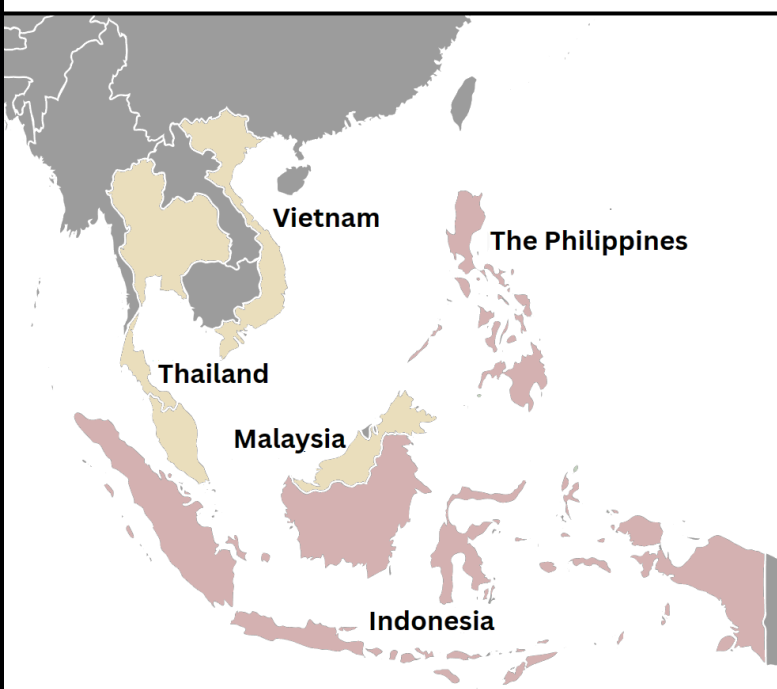 Vietnam
The Philippines
Thailand
Malaysia
Indonesia